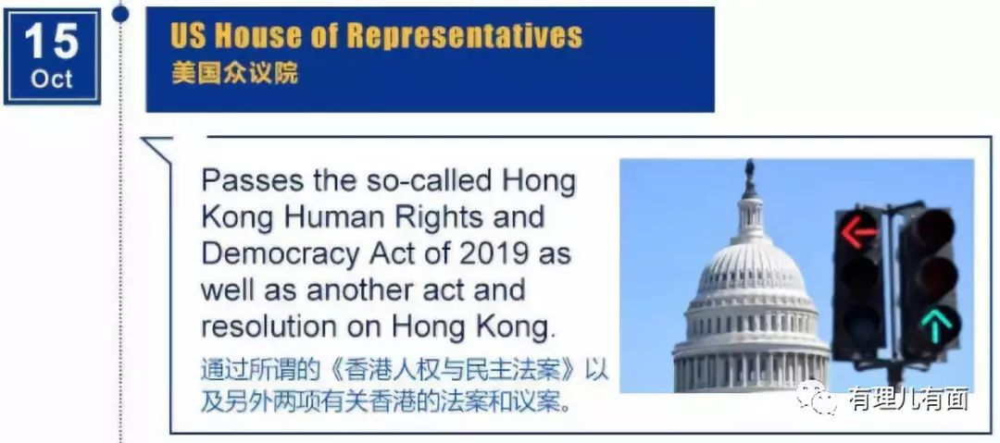 15
Oct
US House of Representatives
美国众议院
Passes the so-called Hong
Kong Human Rights and
Democracy Act of 2019 as
well as another act and
resolution on Hong Kong.
通过所谓的《香港人权与民主法案》以
及另外两项有关香港的法案和议案。
有理儿有面